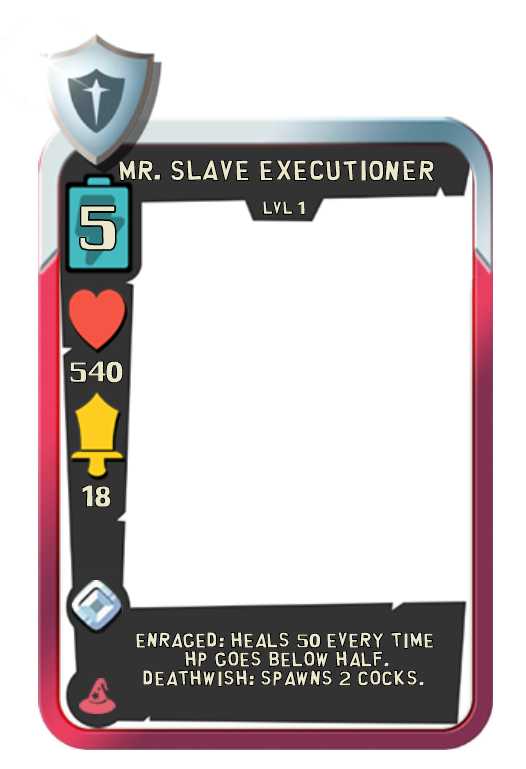 MR. SLAVE EXECUTIONER
LVL 1
5
540
18
ENRAGED: HEALS 50 EVERY TIME
HP GOES BELOW HALF.
DEATHWISH: SPAWNS 2 COCKS.